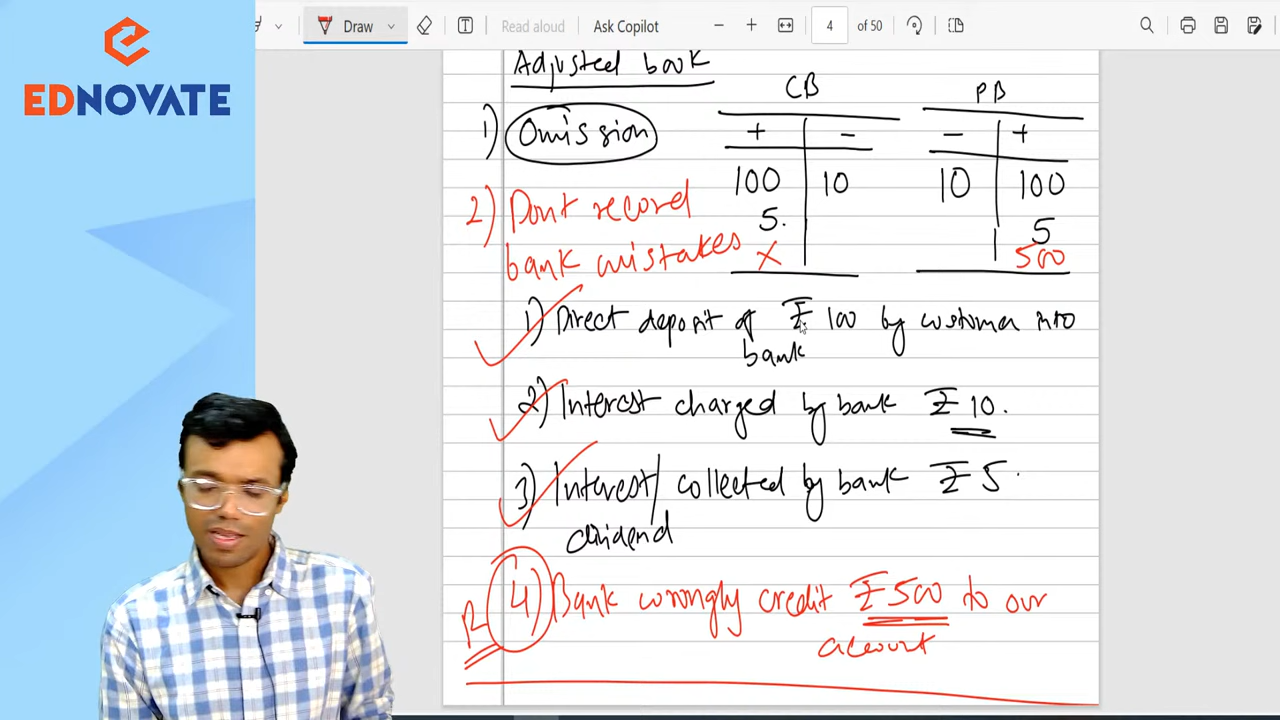 Draw
Read aloud
Ask Copilot
4 of 50
EDNOVATE
Adjusted book
CB
PB
1) Omission
+ -
- +
100 10
10 100
2) Dont record
5.
5
bank mistakes
X
500
1) Direct deposit of ₹ 100 by customer into
bank
2) Interest charged by bank ₹ 10.
3) Interest/ collected by bank ₹ 5.
dividend
R 4) Bank wrongly credit ₹ 500 to our
account